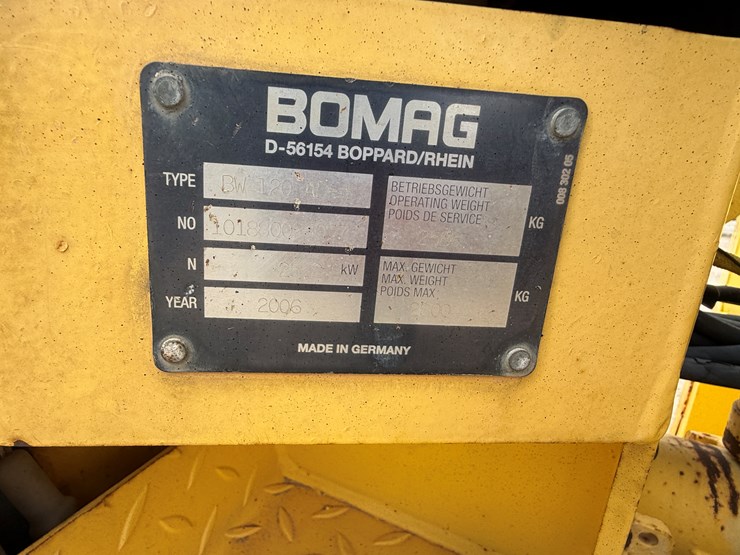 BOMAG
D-56154 BOPPARD/RHEIN
TYPE BW
NO
N kW
YEAR 2006
BETRIEBSGEWICHT
OPERATING WEIGHT
POIDS DE SERVICE
KG
MAX. GEWICHT
MAX. WEIGHT
POIDS MAX
KG
MADE IN GERMANY
008 302 05